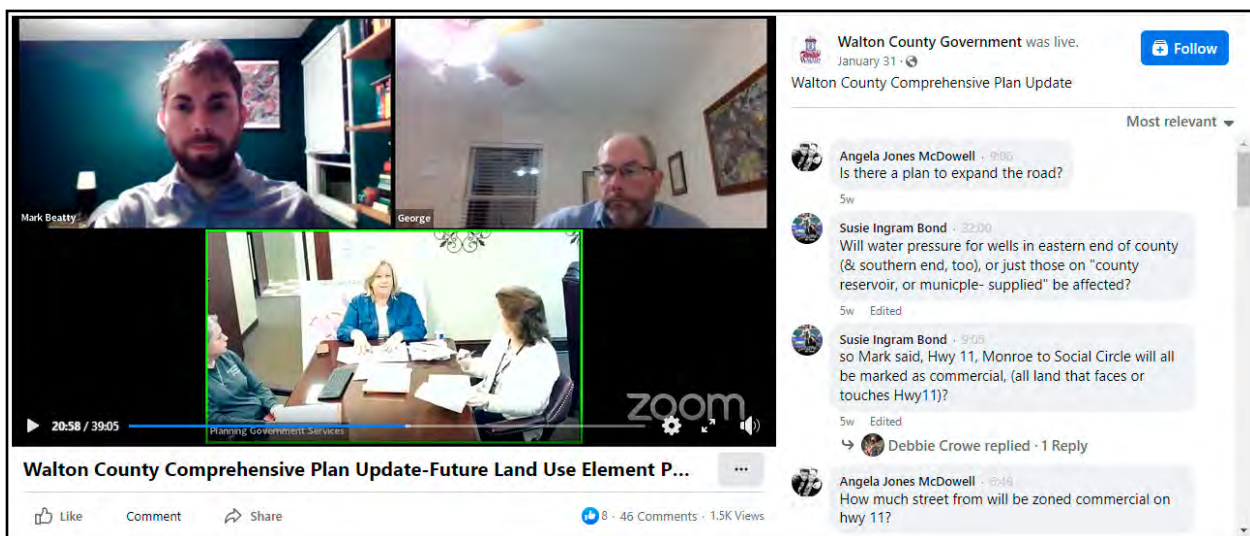 Mark Beatty
George
Planning Government Services
zoom
20:58 / 39:05
Walton County Comprehensive Plan Update-Future Land Use Element P...
Like Comment Share 8 · 46 Comments · 1.5K Views
Walton County Government was live.
January 31 ·
Follow
Walton County Comprehensive Plan Update
Most relevant
Angela Jones McDowell · 9:06
Is there a plan to expand the road?
5w
Susie Ingram Bond · 32:00
Will water pressure for wells in eastern end of county
(& southern end, too), or just those on "county
reservoir, or municple- supplied" be affected?
5w Edited
Susie Ingram Bond · 9:05
so Mark said, Hwy 11, Monroe to Social Circle will all
be marked as commercial, (all land that faces or
touches Hwy11)?
5w Edited
Debbie Crowe replied · 1 Reply
Angela Jones McDowell ·
How much street from will be zoned commercial on
hwy 11?